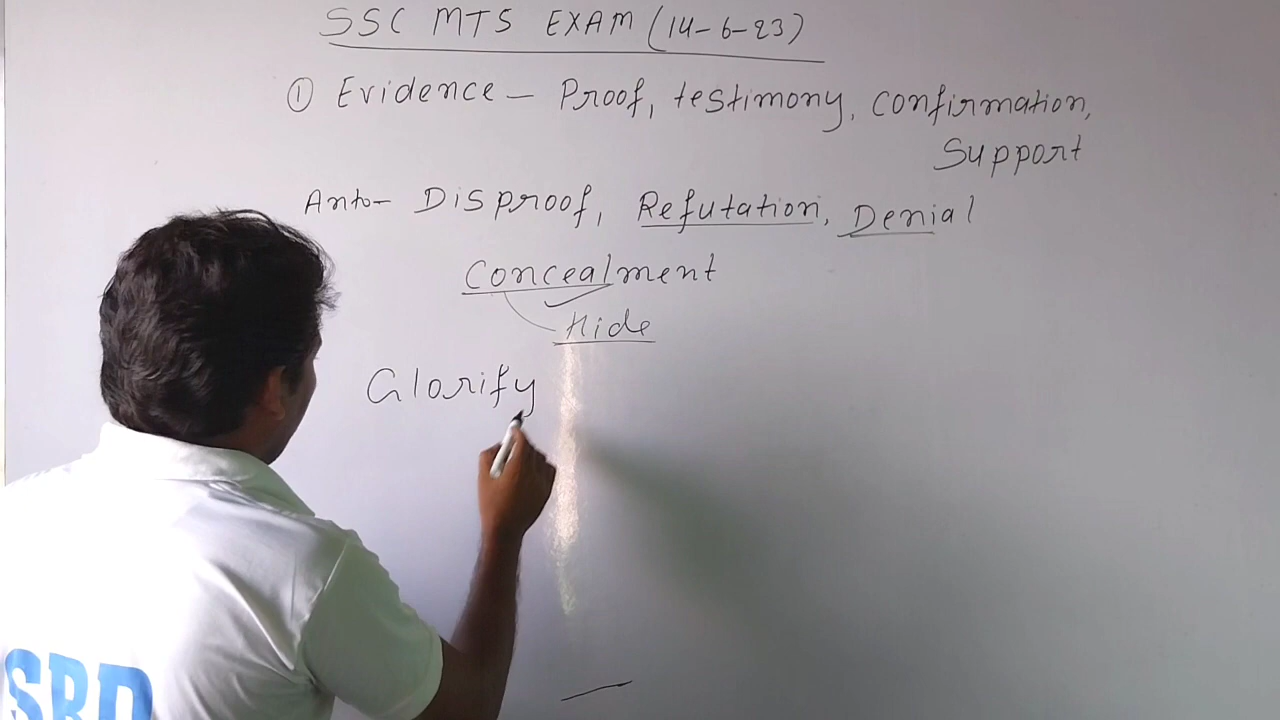 SSC MTS EXAM (14-6-23)
① Evidence - Proof, testimony, confirmation,
Support
Anto- Disproof, Refutation, Denial
Concealment
Hide
Glorify
SRD